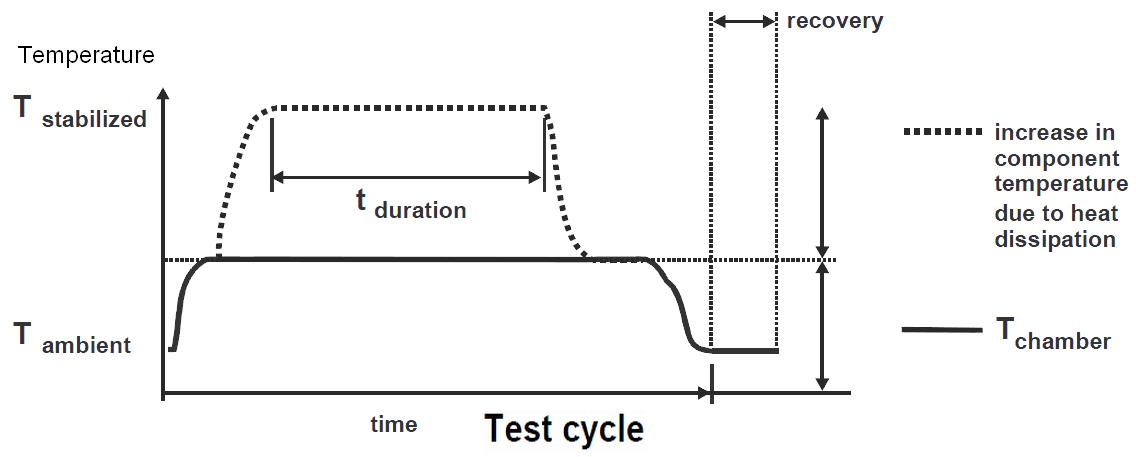 recovery
Temperature
T stabilized
increase in
component
temperature
due to heat
dissipation
t duration
T ambient
T chamber
time
Test cycle